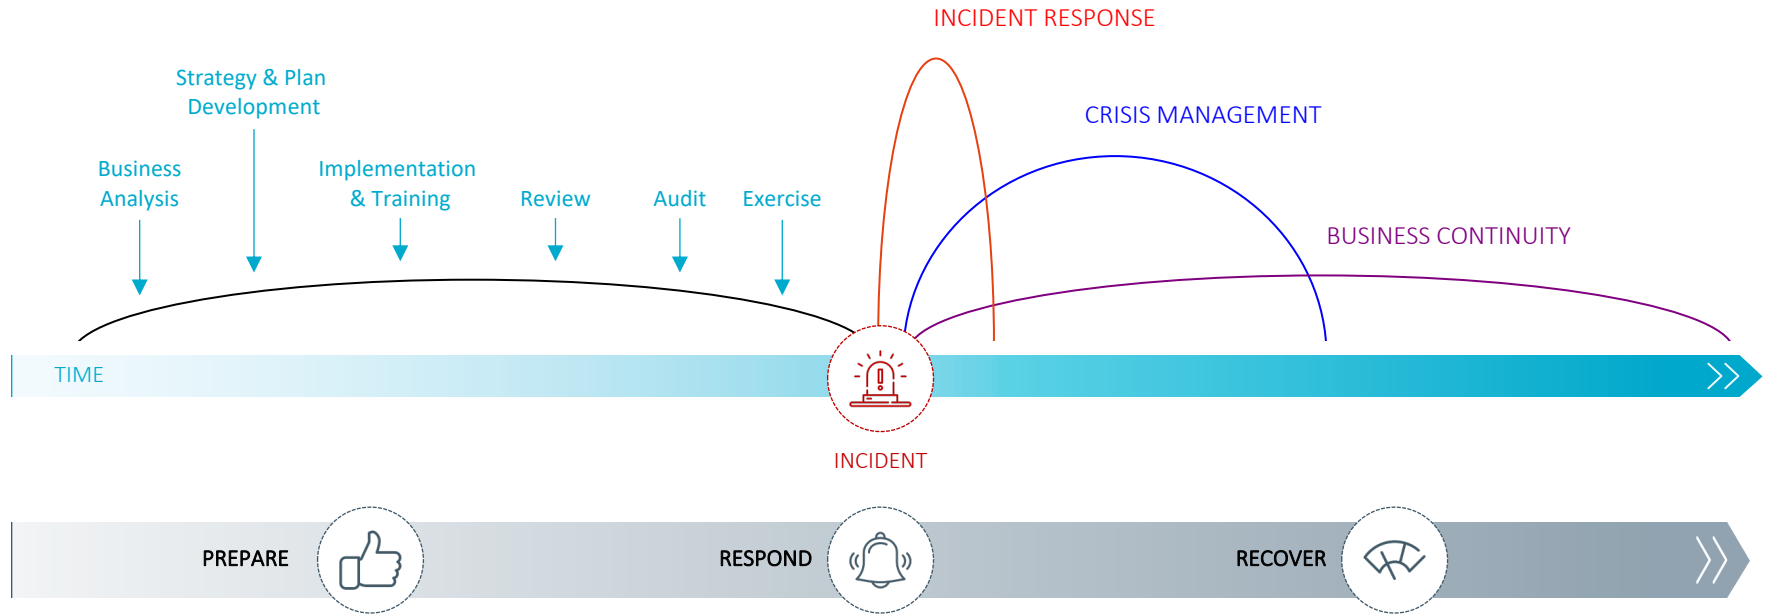 INCIDENT RESPONSE
Strategy & Plan
Development
CRISIS MANAGEMENT
Business
Analysis
Implementation
& Training
Review
Audit
Exercise
BUSINESS CONTINUITY
TIME
INCIDENT
PREPARE
RESPOND
RECOVER